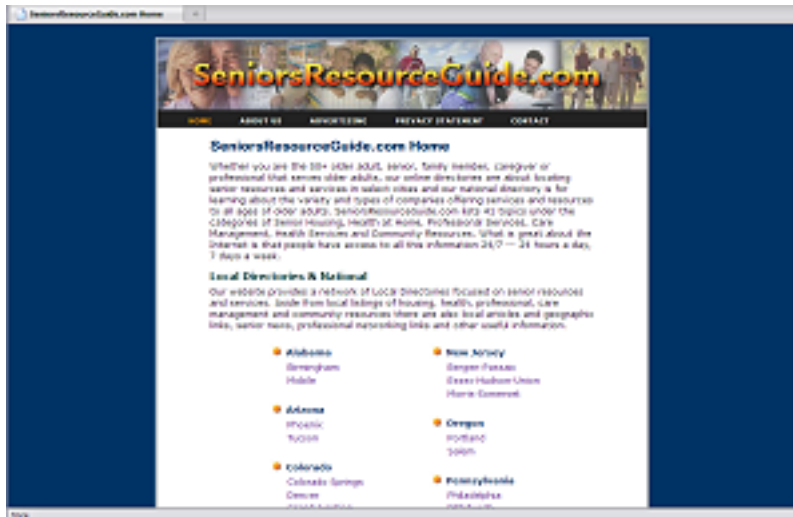 SeniorsResourceGuide.com Home
SeniorsResourceGuide.com
HOME ABOUT US ADVERTISING PRIVACY STATEMENT CONTACT
SeniorsResourceGuide.com Home
Whether you are the 50+ older adult, senior, family member, caregiver or
professional that serves older adults, our online directories are about locating
senior resources and services in select cities and our national directory is for
learning about the variety and types of companies offering services and resources
to all ages of older adults. SeniorsResourceGuide.com lists 41 topics under the
categories of Senior Housing, Health at Home, Professional Services, Care
Management, Health Services and Community Resources. What is great about the
Internet is that people have access to all this information 24/7 — 24 hours a day,
7 days a week.
Local Directories & National
Our website provides a network of Local Directories focused on senior resources
and services. Aside from local listings of housing, health, professional, care
management and community resources there are also local articles and geographic
links, senior news, professional networking links and other useful information.
Alabama
Birmingham
Mobile
Arizona
Phoenix
Tucson
Colorado
Colorado Springs
Denver
New Jersey
Bergen-Passaic
Essex-Hudson-Union
Morris-Somerset
Oregon
Portland
Salem
Pennsylvania
Philadelphia